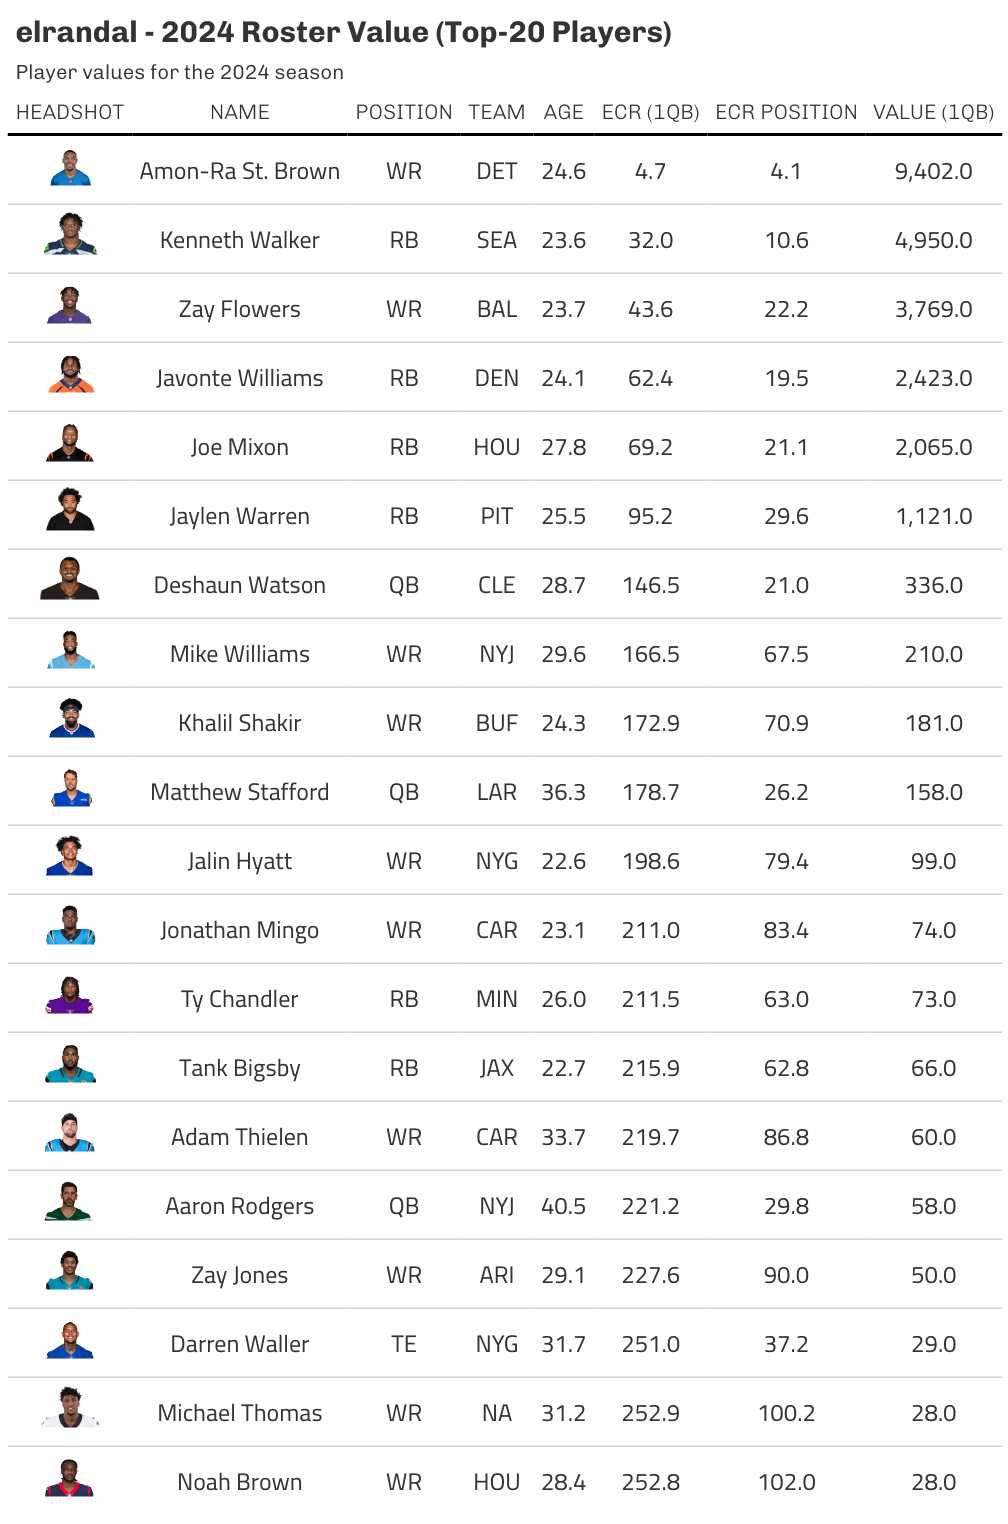 elrandal - 2024 Roster Value (Top-20 Players)
Player values for the 2024 season
HEADSHOT NAME POSITION TEAM AGE ECR (1QB) ECR POSITION VALUE (1QB)
Amon-Ra St. Brown WR DET 24.6 4.7 4.1 9,402.0
Kenneth Walker RB SEA 23.6 32.0 10.6 4,950.0
Zay Flowers WR BAL 23.7 43.6 22.2 3,769.0
Javonte Williams RB DEN 24.1 62.4 19.5 2,423.0
Joe Mixon RB HOU 27.8 69.2 21.1 2,065.0
Jaylen Warren RB PIT 25.5 95.2 29.6 1,121.0
Deshaun Watson QB CLE 28.7 146.5 21.0 336.0
Mike Williams WR NYJ 29.6 166.5 67.5 210.0
Khalil Shakir WR BUF 24.3 172.9 70.9 181.0
Matthew Stafford QB LAR 36.3 178.7 26.2 158.0
Jalin Hyatt WR NYG 22.6 198.6 79.4 99.0
Jonathan Mingo WR CAR 23.1 211.0 83.4 74.0
Ty Chandler RB MIN 26.0 211.5 63.0 73.0
Tank Bigsby RB JAX 22.7 215.9 62.8 66.0
Adam Thielen WR CAR 33.7 219.7 86.8 60.0
Aaron Rodgers QB NYJ 40.5 221.2 29.8 58.0
Zay Jones WR ARI 29.1 227.6 90.0 50.0
Darren Waller TE NYG 31.7 251.0 37.2 29.0
Michael Thomas WR NA 31.2 252.9 100.2 28.0
Noah Brown WR HOU 28.4 252.8 102.0 28.0